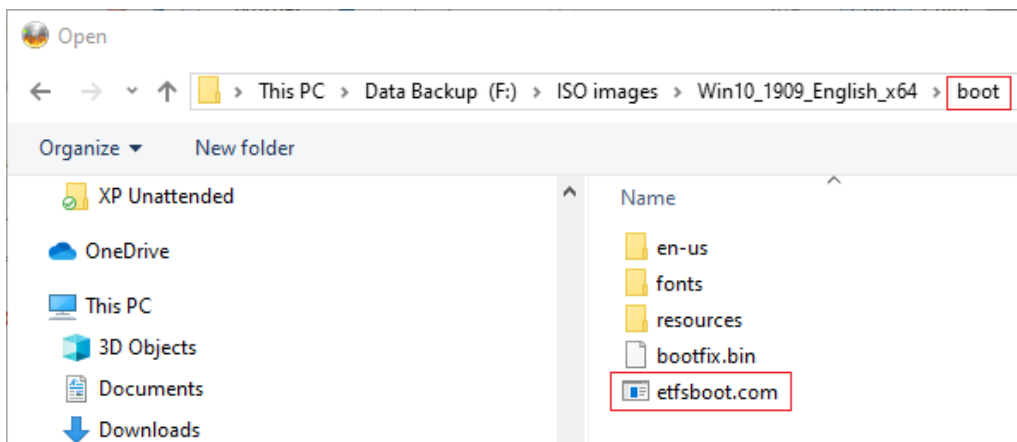 Open
This PC > Data Backup (F:) > ISO images > Win10_1909_English_x64 > boot
Organize New folder
XP Unattended
OneDrive
This PC
3D Objects
Documents
Downloads
Name
en-us
fonts
resources
bootfix.bin
etfsboot.com